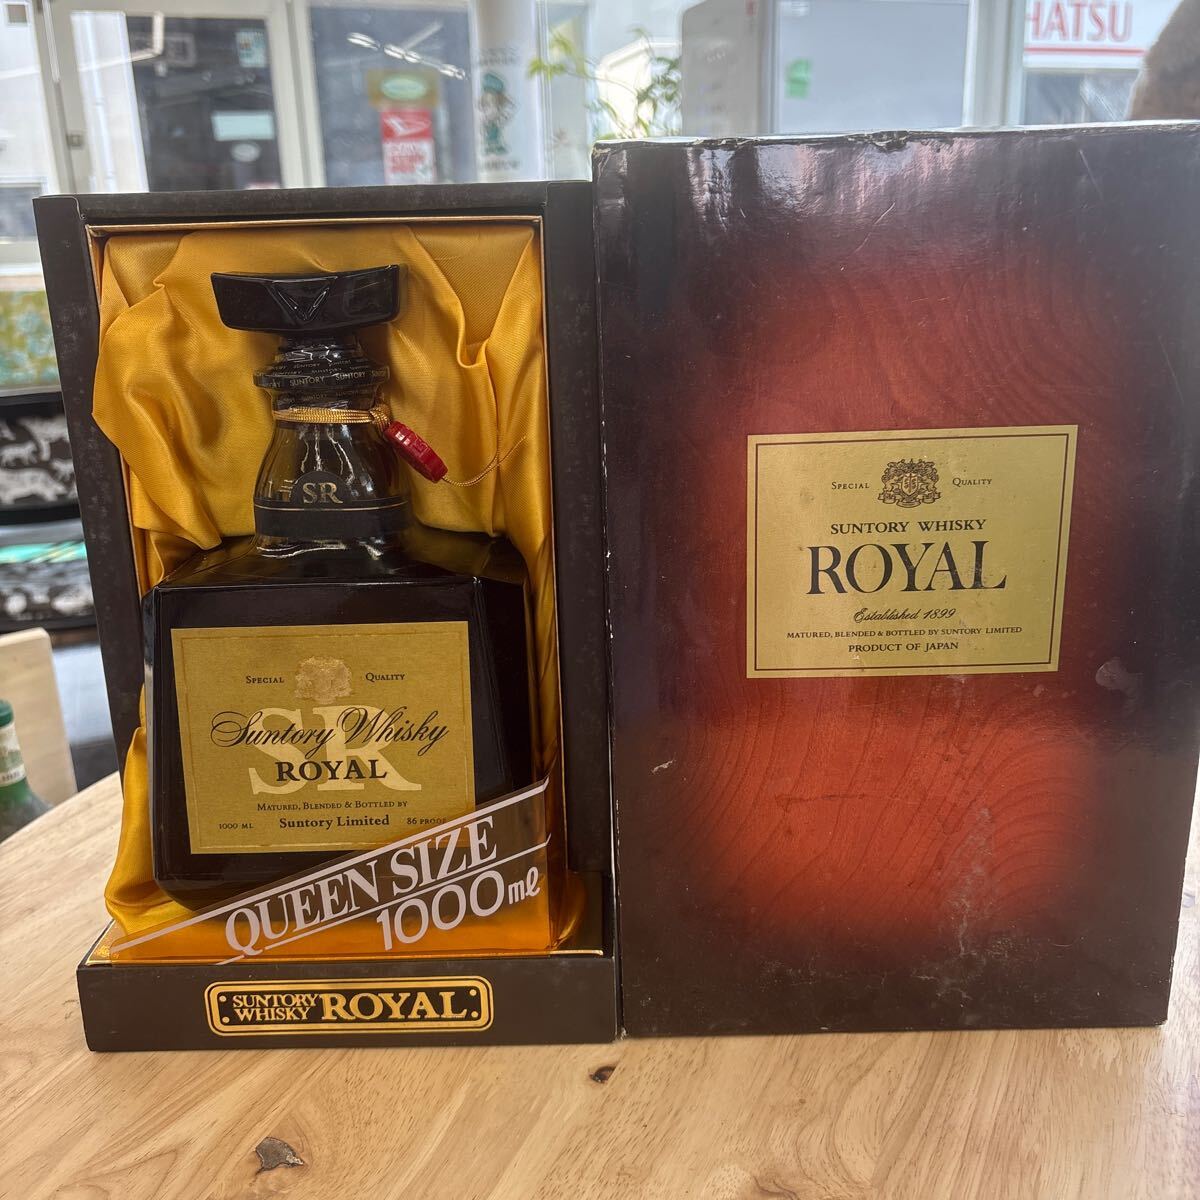 HATSU
SUNTORY SUNTORY
SR
SPECIAL QUALITY
SR
Suntory Whisky
ROYAL
MATURED, BLENDED & BOTTLED BY
1000 ML Suntory Limited 86 PROOF
QUEEN SIZE
1000ml
SUNTORY WHISKY ROYAL
SPECIAL QUALITY
SUNTORY WHISKY
ROYAL
Established 1899
MATURED, BLENDED & BOTTLED BY SUNTORY LIMITED
PRODUCT OF JAPAN